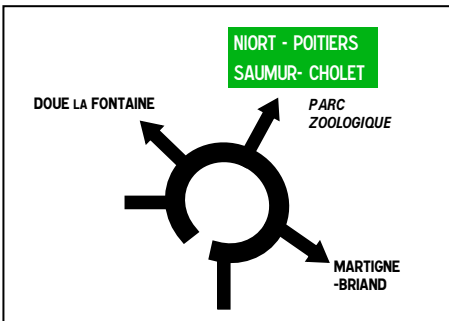 NIORT - POITIERS
SAUMUR- CHOLET
DOUE LA FONTAINE
PARC
ZOOLOGIQUE
MARTIGNE
-BRIAND